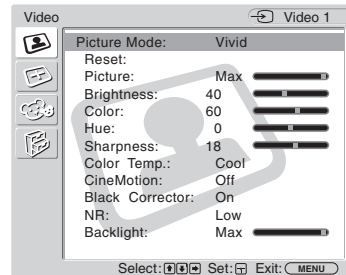 Video Video 1
Picture Mode: Vivid
Reset:
Picture: Max
Brightness: 40
Color: 60
Hue: 0
Sharpness: 18
Color Temp.: Cool
CineMotion: Off
Black Corrector: On
NR: Low
Backlight: Max
Select: Set: Exit: MENU